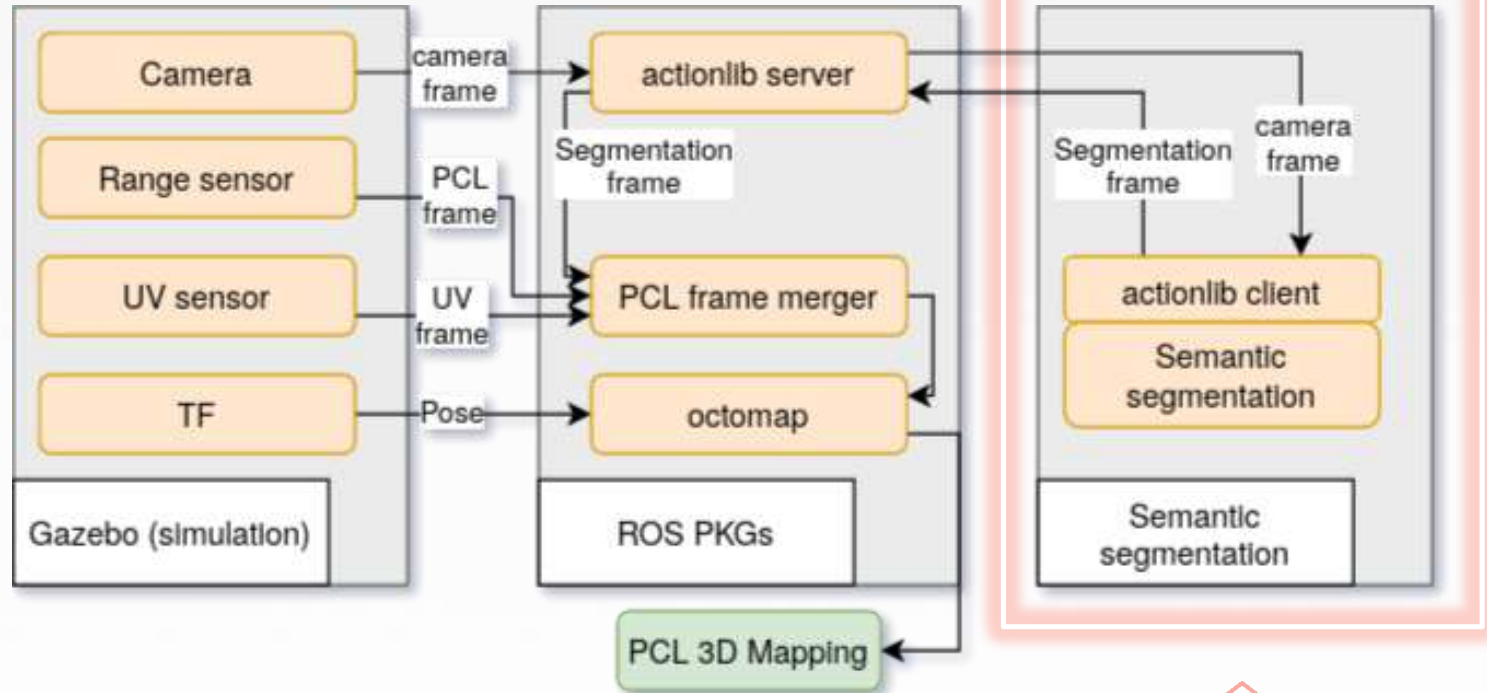 Camera
camera
frame
actionlib server
Range sensor
PCL
frame
Segmentation
frame
Segmentation
frame
camera
frame
UV sensor
UV
frame
PCL frame merger
actionlib client
Semantic
segmentation
TF
Pose
octomap
Gazebo (simulation)
ROS PKGs
Semantic
segmentation
PCL 3D Mapping